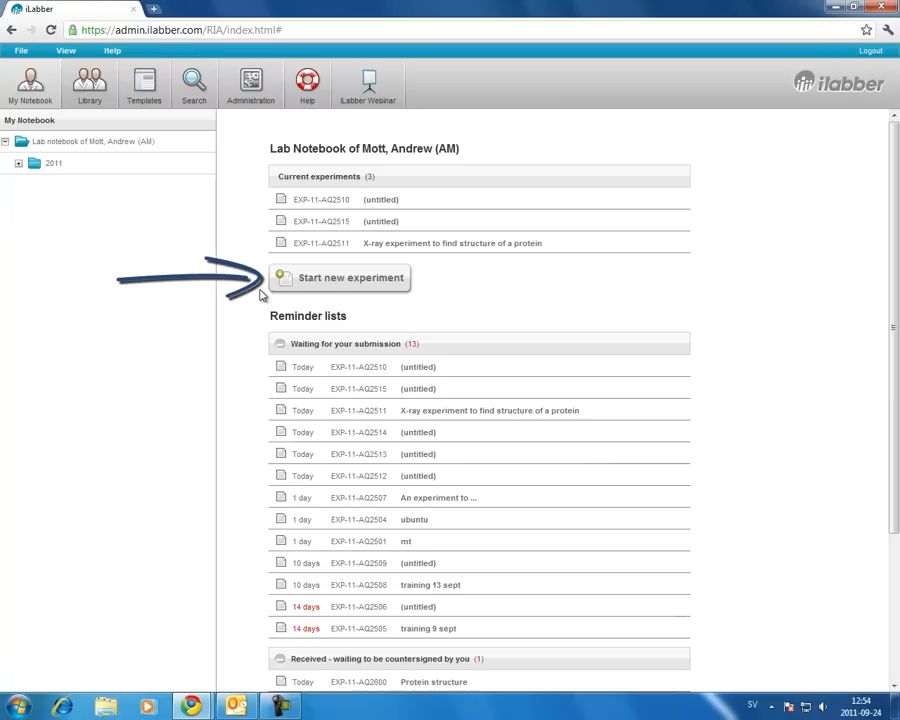 iLabber
https://admin.ilabber.com/RIA/index.html#
File View Help Logout
My Notebook Library Templates Search Administration Help iLabber Webinar
ilabber
My Notebook
Lab notebook of Mott, Andrew (AM)
2011
Lab Notebook of Mott, Andrew (AM)
Current experiments (3)
EXP-11-AQ2510 (untitled)
EXP-11-AQ2515 (untitled)
EXP-11-AQ2511 X-ray experiment to find structure of a protein
Start new experiment
Reminder lists
Waiting for your submission (13)
Today EXP-11-AQ2510 (untitled)
Today EXP-11-AQ2515 (untitled)
Today EXP-11-AQ2511 X-ray experiment to find structure of a protein
Today EXP-11-AQ2514 (untitled)
Today EXP-11-AQ2513 (untitled)
Today EXP-11-AQ2512 (untitled)
1 day EXP-11-AQ2507 An experiment to ...
1 day EXP-11-AQ2504 ubuntu
1 day EXP-11-AQ2501 mt
10 days EXP-11-AQ2509 (untitled)
10 days EXP-11-AQ2508 training 13 sept
14 days EXP-11-AQ2506 (untitled)
14 days EXP-11-AQ2505 training 9 sept
Received - waiting to be countersigned by you (1)
Today EXP-11-AQ2600 Protein structure
SV 12:54
2011-09-24